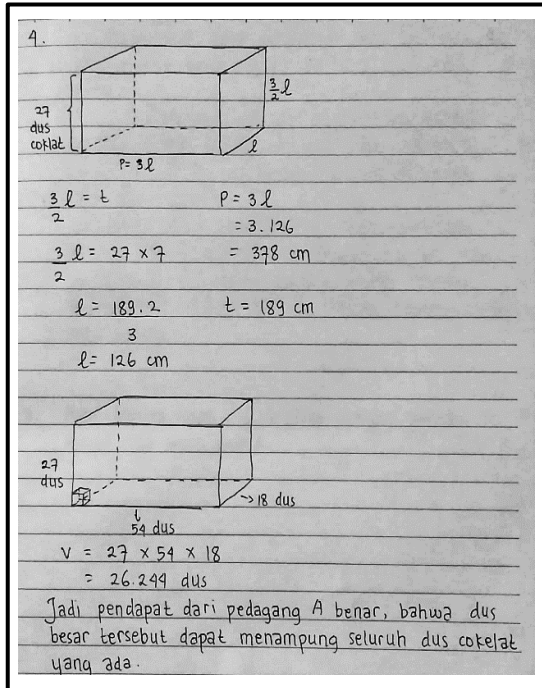 4.
27
dus
coklat
3/2 l
l
P = 3l
3/2 l = t
P = 3l
= 3.126
3/2 l = 27 × 7
= 378 cm
l = 189.2/3
t = 189 cm
l = 126 cm
27
dus
18 dus
54 dus
V = 27 × 54 × 18
= 26.244 dus
Jadi pendapat dari pedagang A benar, bahwa dus
besar tersebut dapat menampung seluruh dus cokelat
yang ada.